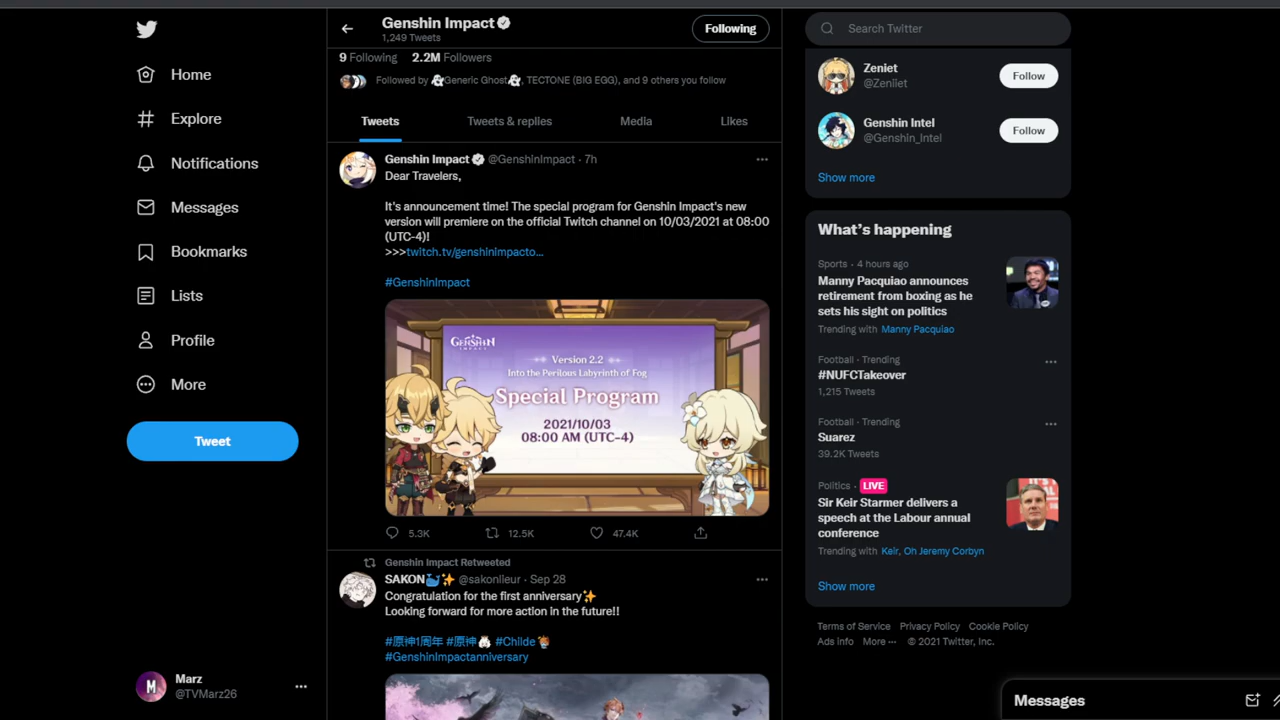 Home
Explore
Notifications
Messages
Bookmarks
Lists
Profile
More
Tweet
M
Marz
@TVMarz26
Genshin Impact
1,249 Tweets
Following
9 Following 2.2M Followers
Followed by 👻Generic Ghost👻, TECTONE (BIG EGG), and 9 others you follow
Tweets Tweets & replies Media Likes
Genshin Impact @GenshinImpact · 7h
Dear Travelers,
It's announcement time! The special program for Genshin Impact's new
version will premiere on the official Twitch channel on 10/03/2021 at 08:00
(UTC-4)!
>>>twitch.tv/genshinimpacto...
#GenshinImpact
GENSHIN
IMPACT
Version 2.2
Into the Perilous Labyrinth of Fog
Special Program
2021/10/03
08:00 AM (UTC-4)
5.3K 12.5K 47.4K
Genshin Impact Retweeted
SAKON🐳✨ @sakonlieur · Sep 28
Congratulation for the first anniversary✨
Looking forward for more action in the future!!
#原神1周年 #原神 #Childe
#GenshinImpactanniversary
Search Twitter
Zeniet
@Zeniiet
Follow
Genshin Intel
@Genshin_Intel
Follow
Show more
What's happening
Sports · 4 hours ago
Manny Pacquiao announces
retirement from boxing as he
sets his sight on politics
Trending with Manny Pacquiao
Football · Trending
#NUFCTakeover
1,215 Tweets
Football · Trending
Suarez
39.2K Tweets
Politics · LIVE
Sir Keir Starmer delivers a
speech at the Labour annual
conference
Trending with Keir, Oh Jeremy Corbyn
Show more
Terms of Service Privacy Policy Cookie Policy
Ads info More ··· © 2021 Twitter, Inc.
Messages